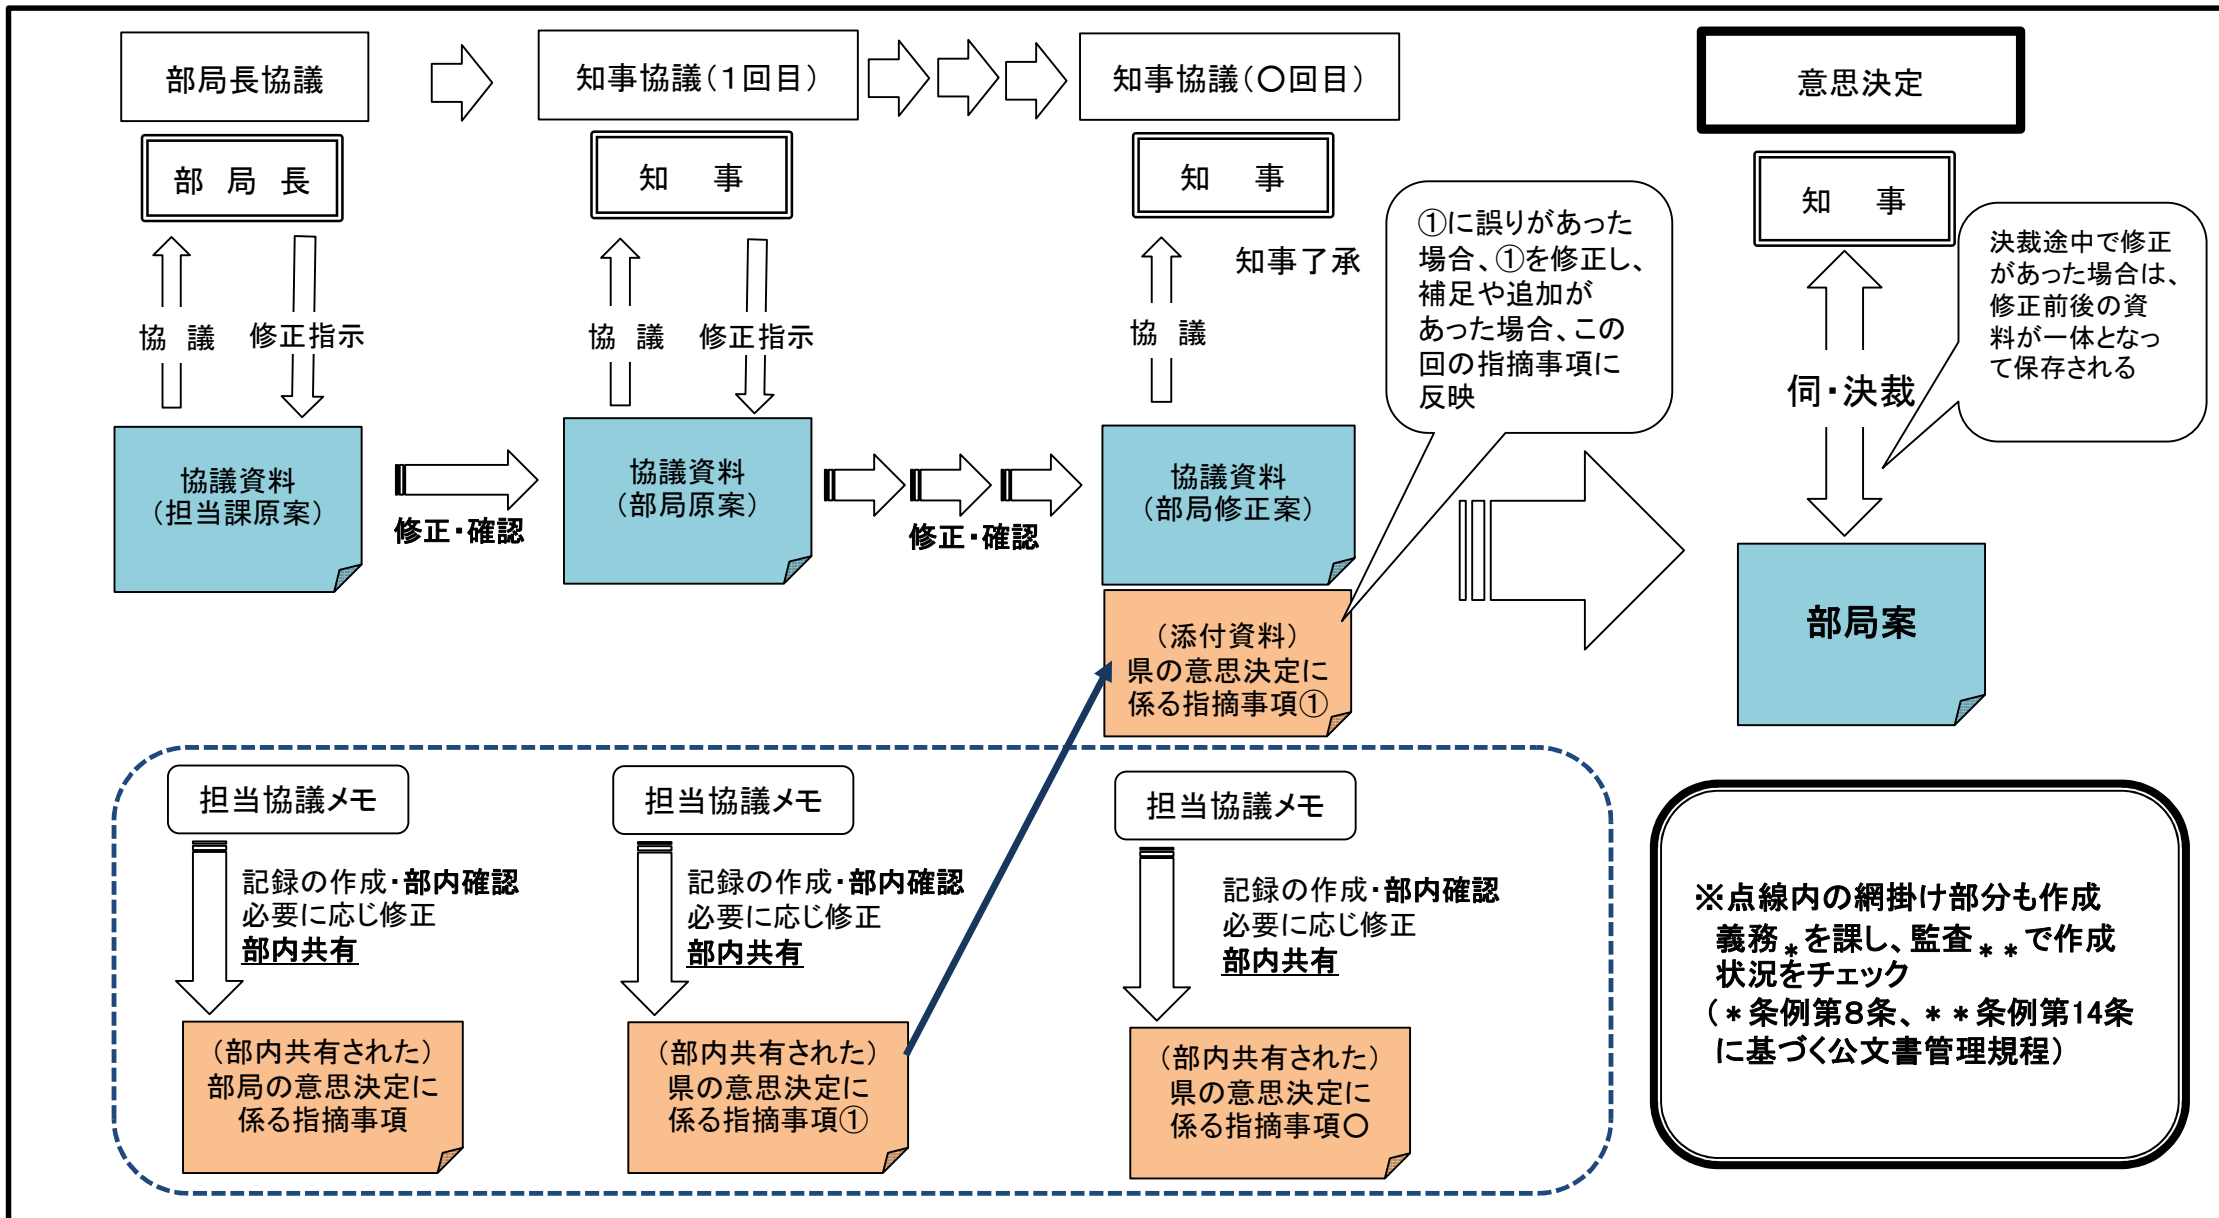 部局長協議
知事協議（１回目）
知事協議（〇回目）
意思決定
部 局 長
知 事
知 事
知 事
協 議
修正指示
協 議
修正指示
協 議
知事了承
①に誤りがあった
場合、①を修正し、
補足や追加が
あった場合、この
回の指摘事項に
反映
決裁途中で修正
があった場合は、
修正前後の資
料が一体となっ
て保存される
伺・決裁
協議資料
（担当課原案）
修正・確認
協議資料
（部局原案）
修正・確認
協議資料
（部局修正案）
（添付資料）
県の意思決定に
係る指摘事項①
部局案
担当協議メモ
記録の作成・部内確認
必要に応じ修正
部内共有
（部内共有された）
部局の意思決定に
係る指摘事項
担当協議メモ
記録の作成・部内確認
必要に応じ修正
部内共有
（部内共有された）
県の意思決定に
係る指摘事項①
担当協議メモ
記録の作成・部内確認
必要に応じ修正
部内共有
（部内共有された）
県の意思決定に
係る指摘事項〇
※点線内の網掛け部分も作成
義務＊を課し、監査＊＊で作成
状況をチェック
（＊条例第８条、＊＊条例第14条
に基づく公文書管理規程）